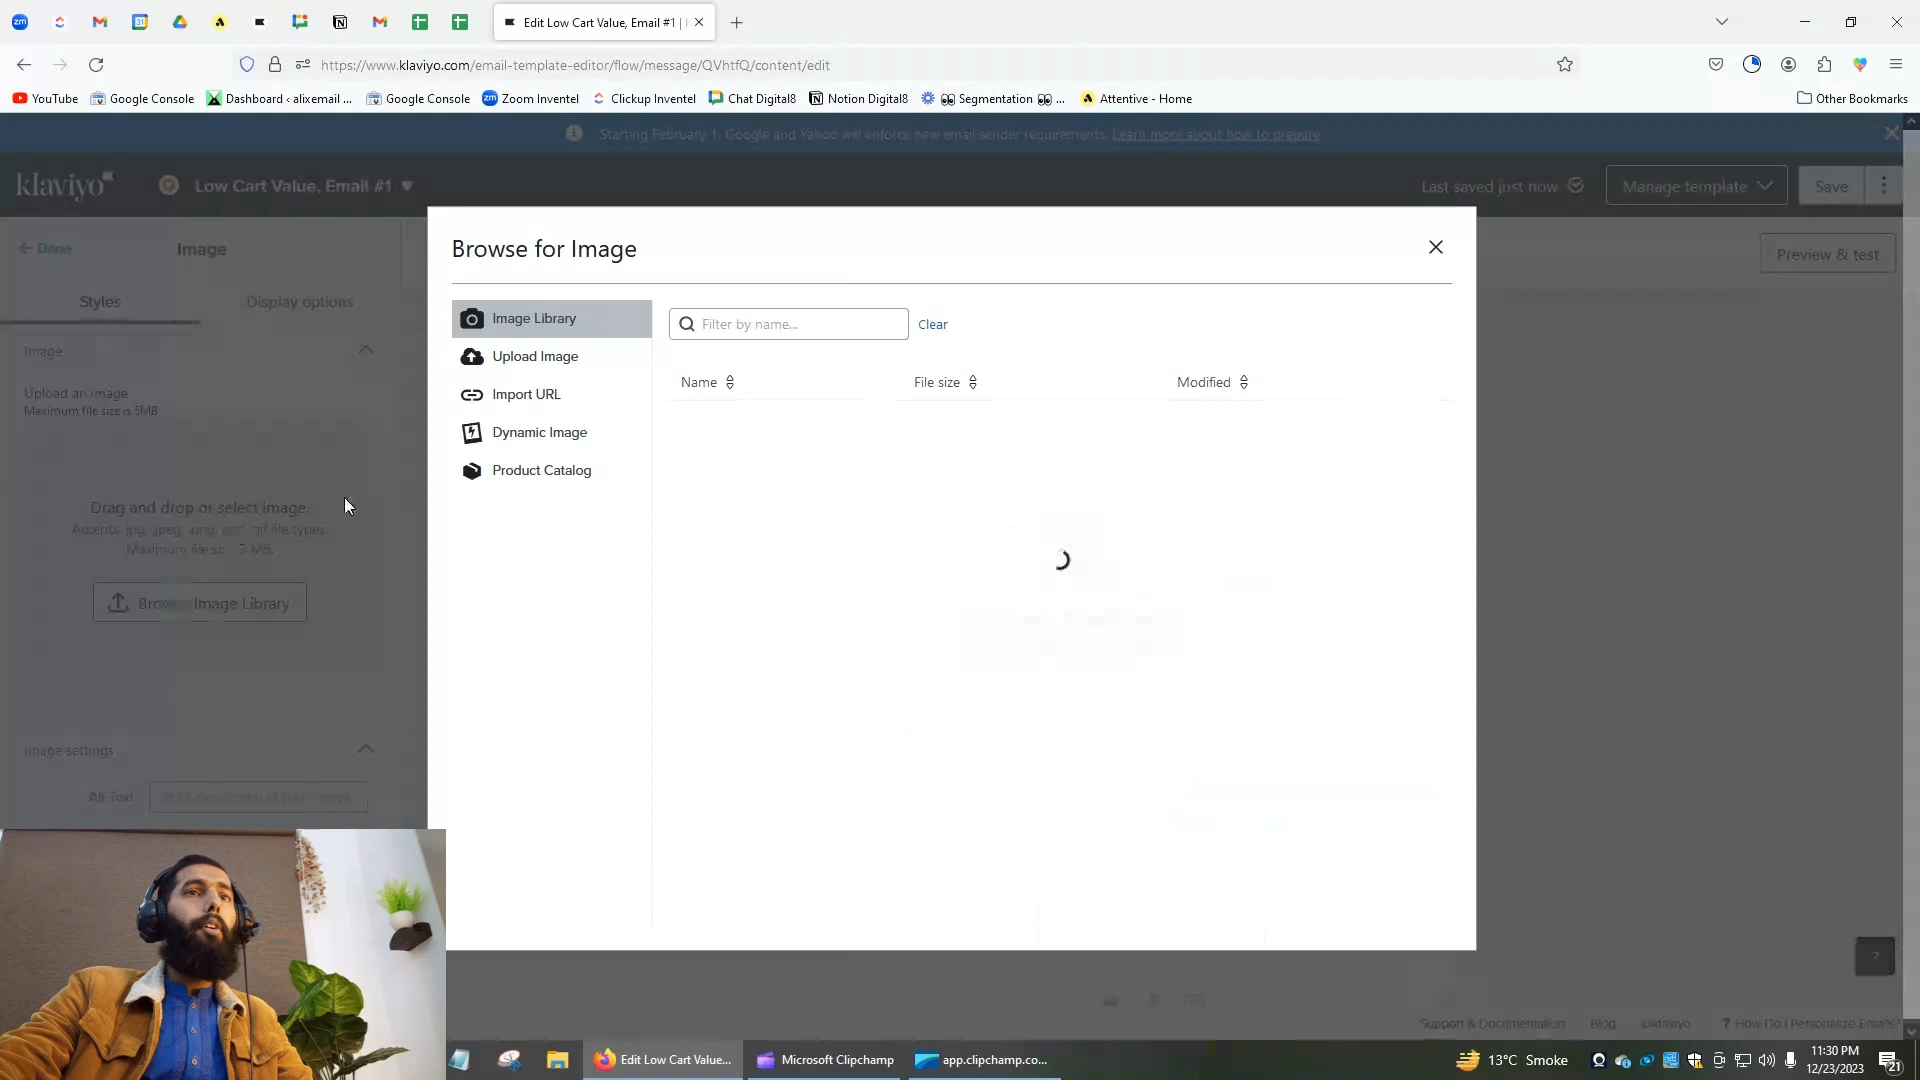 Edit Low Cart Value, Email #1 |
https://www.klaviyo.com/email-template-editor/flow/message/QVhtfQ/content/edit
YouTube
Google Console
Dashboard ‹ alixemail ...
Google Console
Zoom Inventel
Clickup Inventel
Chat Digital8
Notion Digital8
Segmentation 👀 ...
Attentive - Home
Other Bookmarks
Starting February 1, Google and Yahoo will enforce new email sender requirements. Learn more about how to prepare
klaviyo
Low Cart Value, Email #1
Last saved just now
Manage template
Save
Done
Image
Preview & test
Styles
Display options
Image
Upload an image
Maximum file size is 5MB
Drag and drop or select image.
Accepts .jpg, .jpeg, .png, and .gif file types.
Maximum file size: 5 MB.
Browse Image Library
Image settings
Alt Text
Browse for Image
Image Library
Upload Image
Import URL
Dynamic Image
Product Catalog
Filter by name...
Clear
Name
File size
Modified
?
Support & Documentation
Blog
@klaviyo
? How Do I Personalize Emails?
Edit Low Cart Value...
Microsoft Clipchamp
app.clipchamp.co...
13°C Smoke
11:30 PM
12/23/2023
21